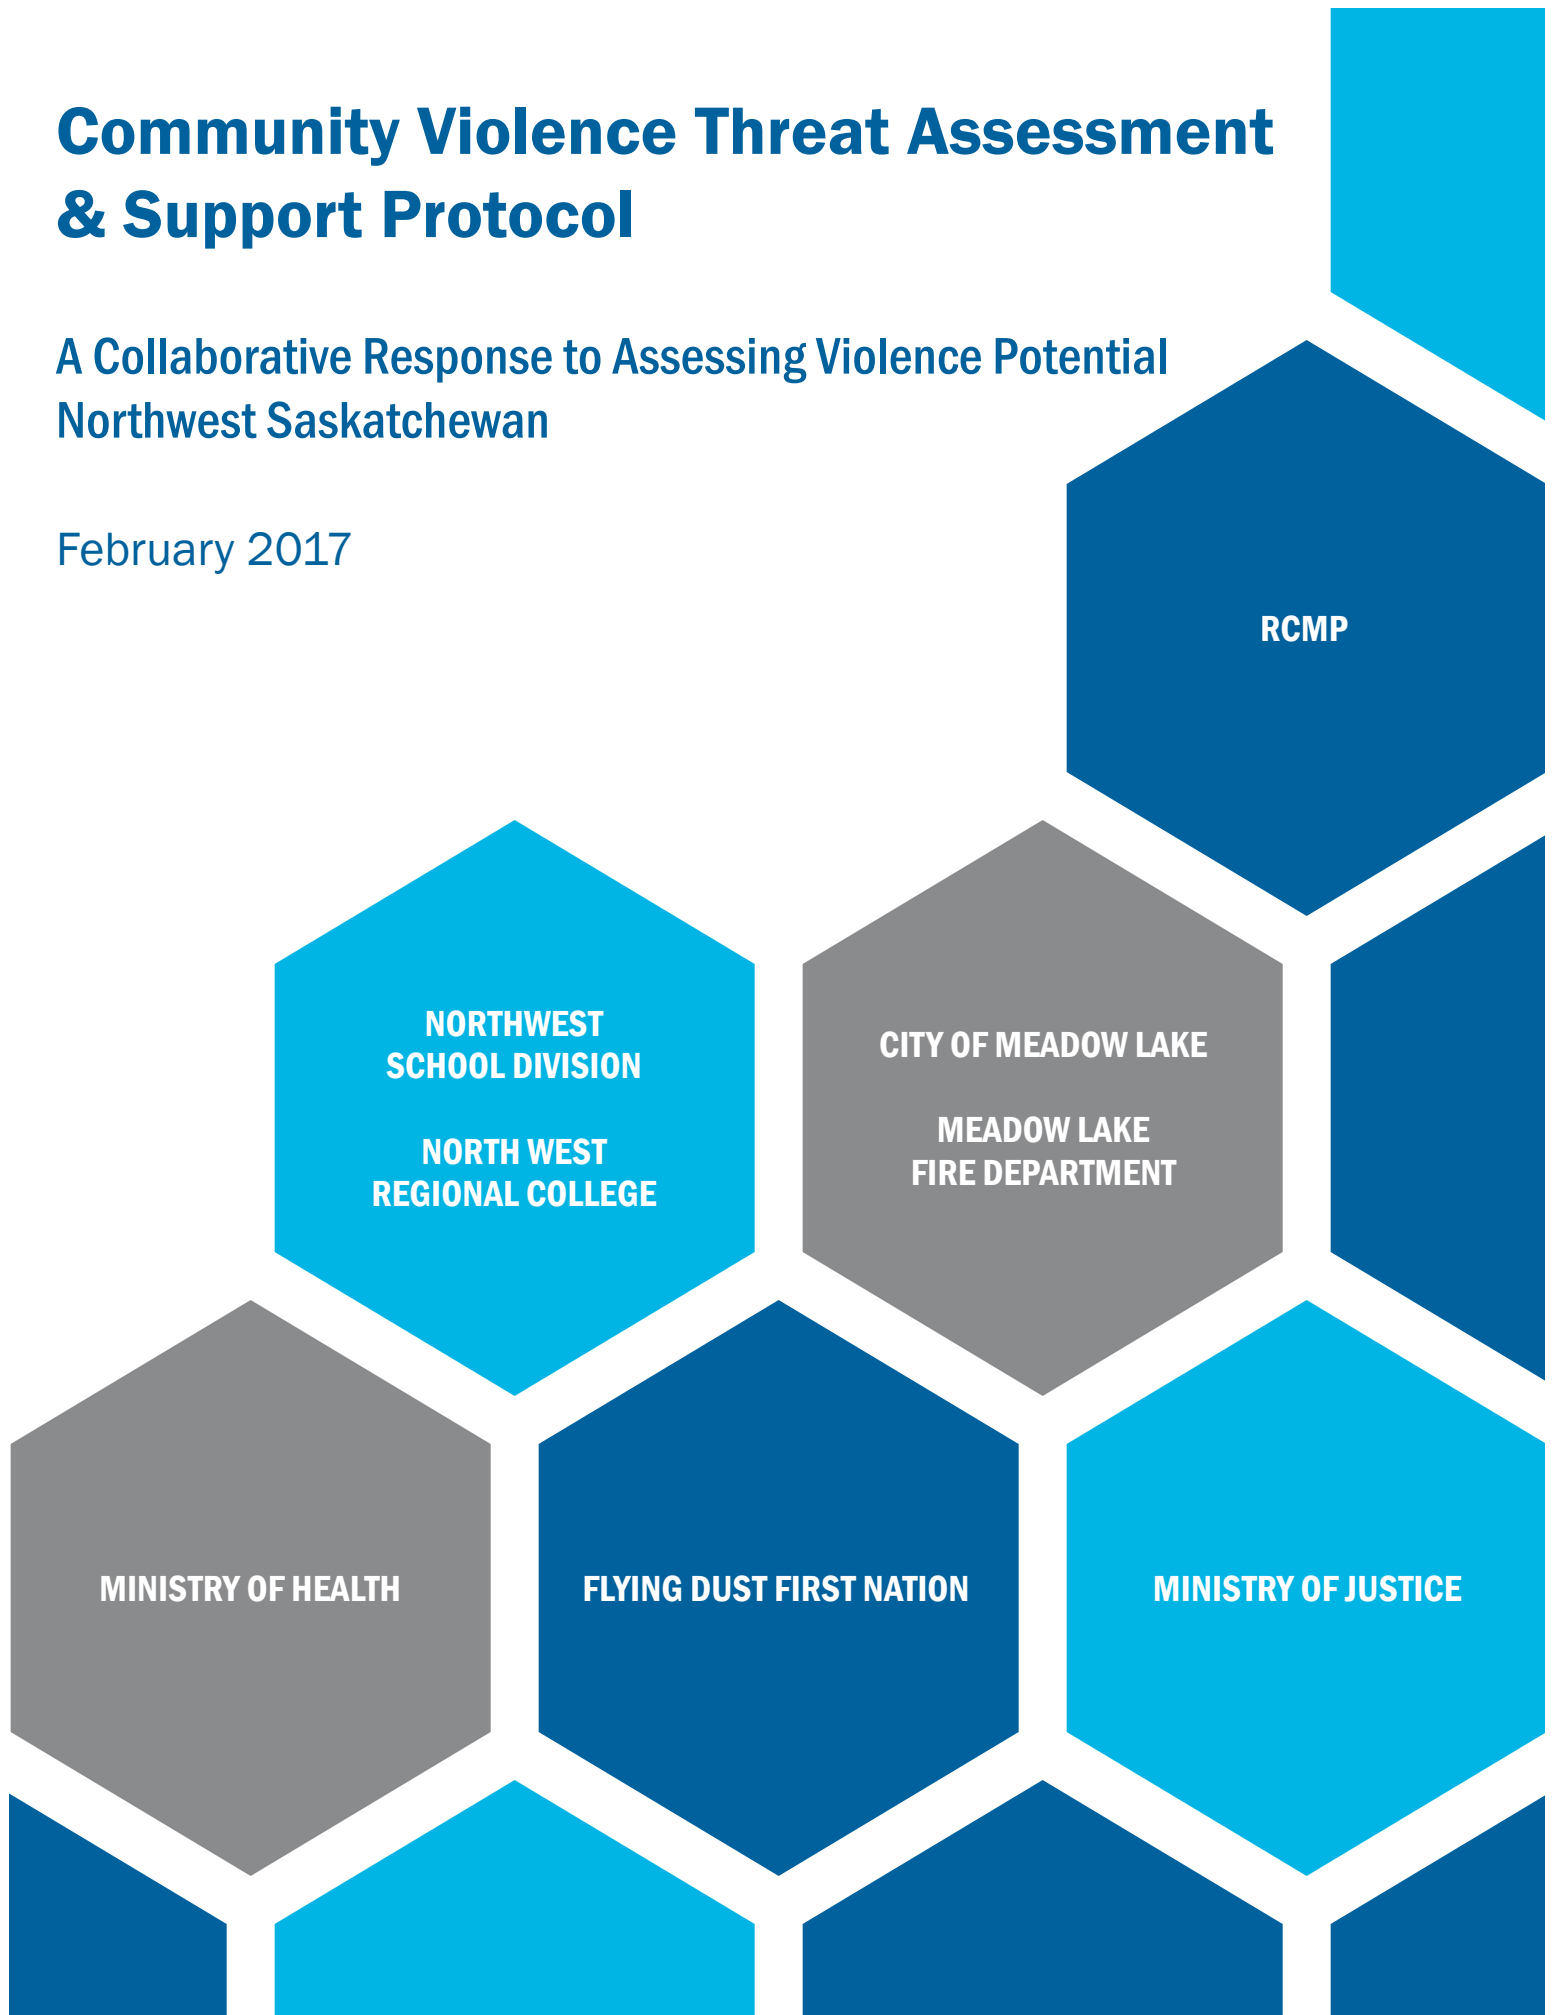 Community Violence Threat Assessment
& Support Protocol
A Collaborative Response to Assessing Violence Potential
Northwest Saskatchewan
February 2017
RCMP
NORTHWEST
SCHOOL DIVISION
NORTH WEST
REGIONAL COLLEGE
CITY OF MEADOW LAKE
MEADOW LAKE
FIRE DEPARTMENT
MINISTRY OF HEALTH
FLYING DUST FIRST NATION
MINISTRY OF JUSTICE